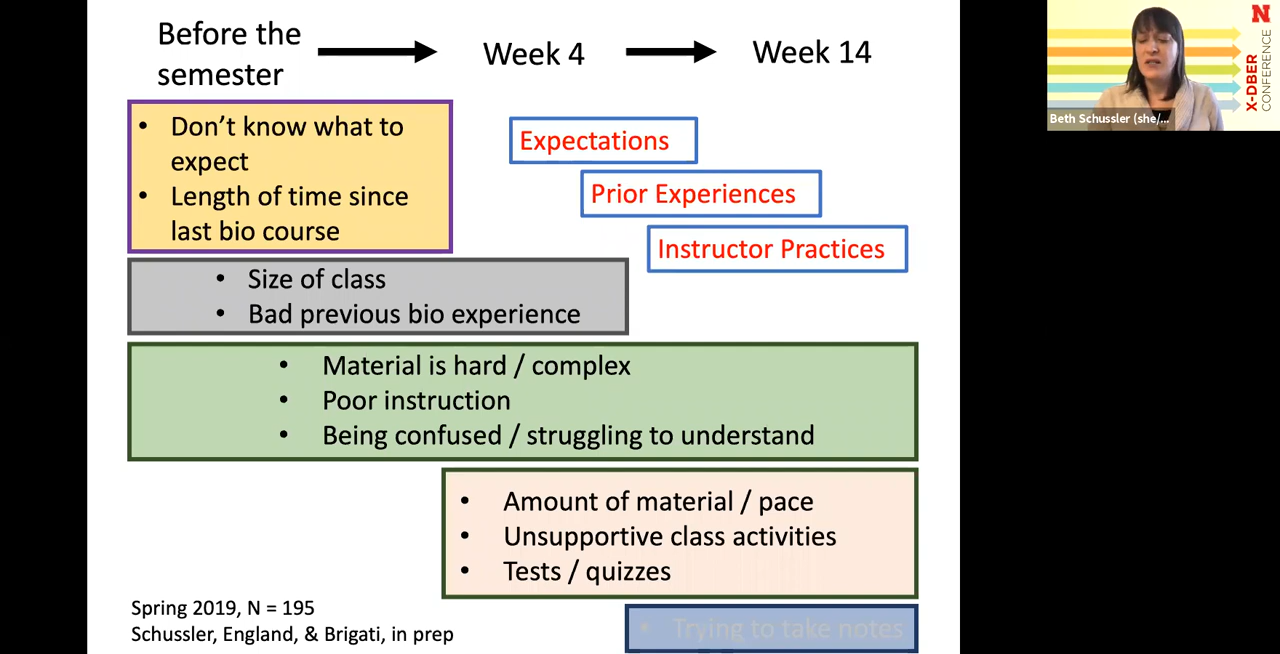 Before the
semester
Week 4
Week 14
• Don’t know what to
expect
• Length of time since
last bio course
Expectations
Prior Experiences
Instructor Practices
• Size of class
• Bad previous bio experience
• Material is hard / complex
• Poor instruction
• Being confused / struggling to understand
• Amount of material / pace
• Unsupportive class activities
• Tests / quizzes
• Trying to take notes
Spring 2019, N = 195
Schussler, England, & Brigati, in prep
N
X-DBER
CONFERENCE
Beth Schussler (she/...